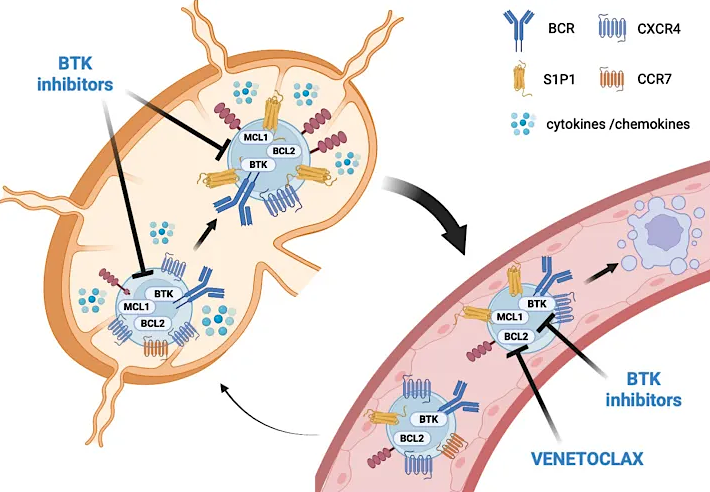 BTK
inhibitors
BCR
CXCR4
S1P1
CCR7
cytokines /chemokines
MCL1
BCL2
BTK
BTK
MCL1
BCL2
BTK
MCL1
BCL2
BTK
inhibitors
BTK
BCL2
VENETOCLAX